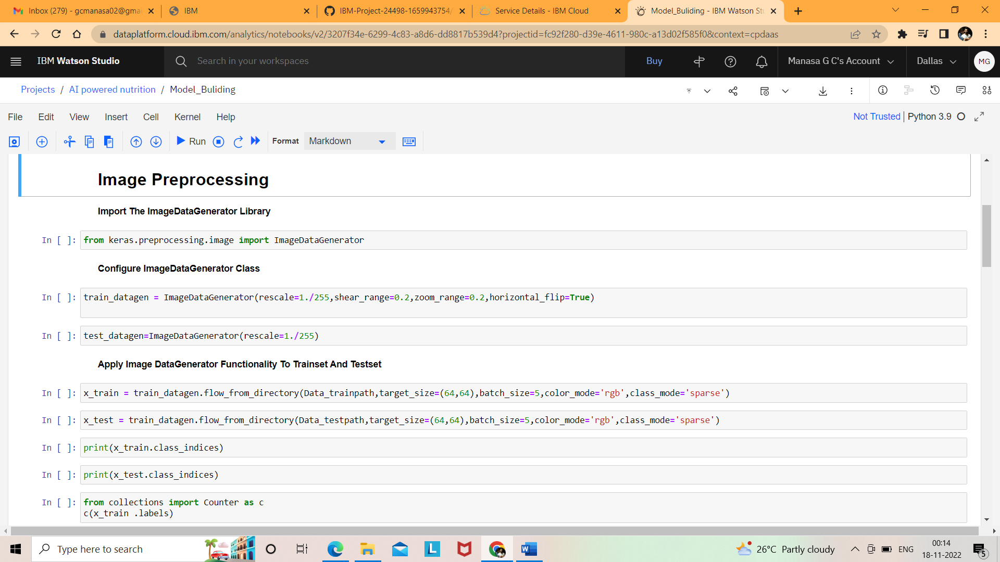 Inbox (279) - gcmanasa02@gmai
IBM
IBM-Project-24498-1659943754/
Service Details - IBM Cloud
Model_Buliding - IBM Watson Stu
dataplatform.cloud.ibm.com/analytics/notebooks/v2/3207f34e-6299-4c83-a8d6-dd8817b539d4?projectid=fc92f280-d39e-4611-980c-a13d02f585f0&context=cpdaas
IBM Watson Studio
Search in your workspaces
Buy
Manasa G C's Account
Dallas
MG
Projects / AI powered nutrition / Model_Buliding
File Edit View Insert Cell Kernel Help
Not Trusted | Python 3.9
Run
Format
Markdown
Image Preprocessing
Import The ImageDataGenerator Library
In [ ]: from keras.preprocessing.image import ImageDataGenerator
Configure ImageDataGenerator Class
In [ ]: train_datagen = ImageDataGenerator(rescale=1./255,shear_range=0.2,zoom_range=0.2,horizontal_flip=True)
In [ ]: test_datagen=ImageDataGenerator(rescale=1./255)
Apply Image DataGenerator Functionality To Trainset And Testset
In [ ]: x_train = train_datagen.flow_from_directory(Data_trainpath,target_size=(64,64),batch_size=5,color_mode='rgb',class_mode='sparse')
In [ ]: x_test = train_datagen.flow_from_directory(Data_testpath,target_size=(64,64),batch_size=5,color_mode='rgb',class_mode='sparse')
In [ ]: print(x_train.class_indices)
In [ ]: print(x_test.class_indices)
In [ ]: from collections import Counter as c
c(x_train .labels)
Type here to search
L
W
26°C Partly cloudy
ENG
00:14
18-11-2022
5